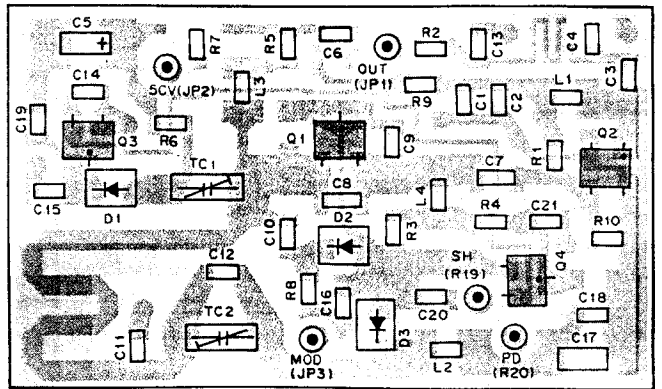 C5
+
R7
R5
C6
R2
C13
C4
OUT
(JP1)
5CV(JP2)
L3
C14
R9
C1
C2
L1
C3
C19
Q3
R6
Q1
C9
R1
Q2
TC1
C7
C15
D1
C8
L4
D2
C10
R3
R4
C21
R10
C12
SH
(R19)
Q4
R8
C16
C20
C18
TC2
D3
C11
MOD
(JP3)
L2
PD
(R20)
C17